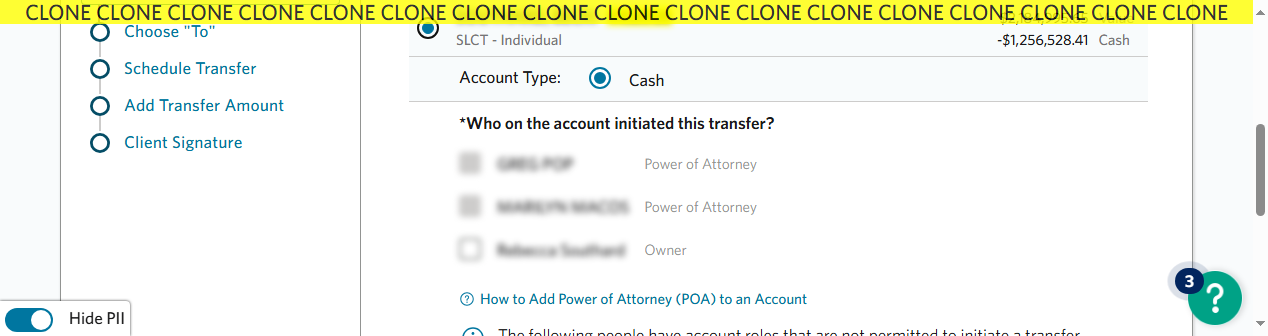 CLONE CLONE CLONE CLONE CLONE CLONE CLONE CLONE CLONE CLONE CLONE CLONE CLONE CLONE CLONE CLONE CLONE
Choose "To"
Schedule Transfer
Add Transfer Amount
Client Signature
SLCT - Individual
-$1,256,528.41 Cash
Account Type:
Cash
*Who on the account initiated this transfer?
Power of Attorney
Power of Attorney
Owner
How to Add Power of Attorney (POA) to an Account
The following people have account roles that are not permitted to initiate a transfer
3
?
Hide PII